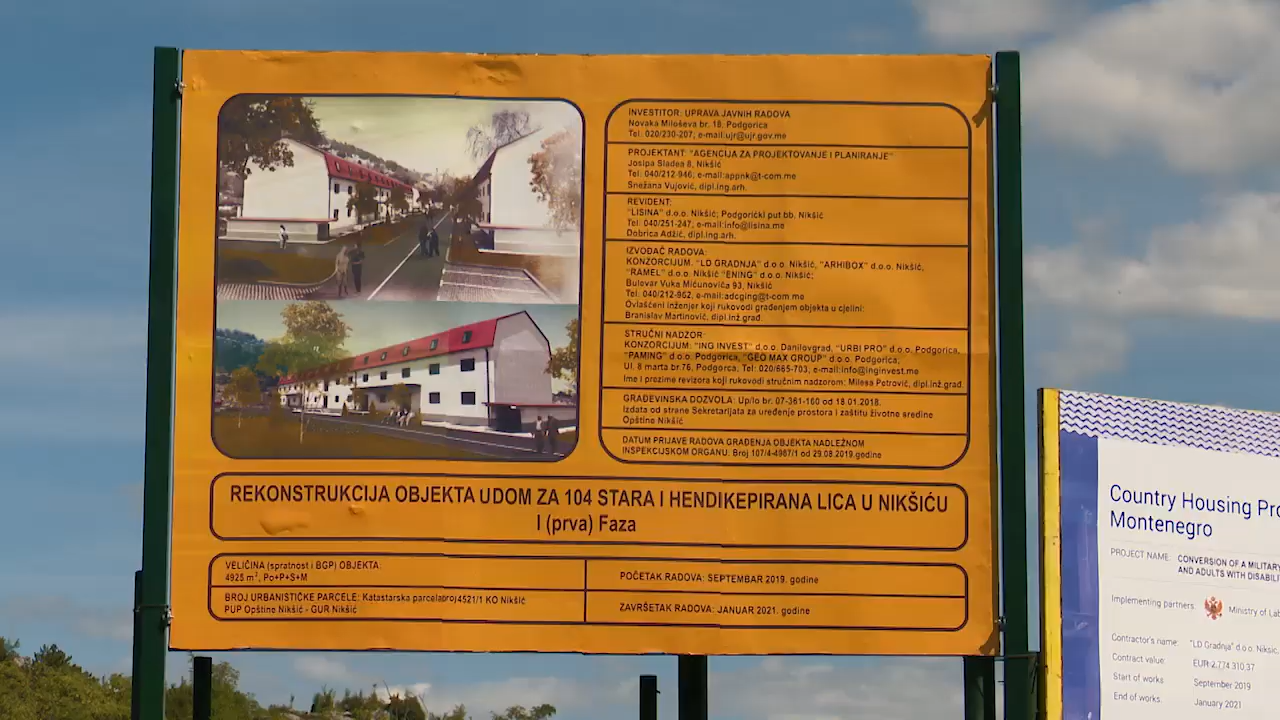 INVESTITOR: UPRAVA JAVNIH RADOVA
Novaka Miloševa br. 18, Podgorica
Tel: 020/230-207; e-mail:ujr@ujr.gov.me
PROJEKTANT: "AGENCIJA ZA PROJEKTOVANJE I PLANIRANJE"
Josipa Sladea 8, Nikšić
Tel: 040/212-946; e-mail:appnk@t-com.me
Snežana Vujović, dipl.ing.arh.
REVIDENT:
"LISINA" d.o.o. Nikšić; Podgorički put bb, Nikšić
Tel: 040/251-247, e-mail:info@lisina.me
Dobrica Adžić, dipl.ing.arh.
IZVOĐAČ RADOVA:
KONZORCIJUM: "LD GRADNJA" d.o.o. Nikšić, "ARHIBOX" d.o.o. Nikšić,
"RAMEL" d.o.o. Nikšić "ENING" d.o.o. Nikšić;
Bulevar Vuka Mićunovića 93, Nikšić
Tel: 040/212-962, e-mail:adcging@t-com.me
Ovlašćeni inženjer koji rukovodi građenjem objekta u cjelini:
Branislav Martinović, dipl.inž.građ.
STRUČNI NADZOR:
KONZORCIJUM: "ING INVEST" d.o.o. Danilovgrad, "URBI PRO" d.o.o. Podgorica,
"PAMING" d.o.o. Podgorica, "GEO MAX GROUP" d.o.o. Podgorica,
Ul. 8 marta br.76, Podgorca, Tel: 020/665-703, e-mail:info@inginvest.me
Ime i prezime revizora koji rukovodi stručnim nadzorom: Milesa Petrović, dipl.inž.grad.
GRAĐEVINSKA DOZVOLA: Up/Io br. 07-361-160 od 18.01.2018.
Izdata od strane Sekretarijata za uređenje prostora i zaštitu životne sredine
Opštine Nikšić
DATUM PRIJAVE RADOVA GRAĐENJA OBJEKTA NADLEŽNOM
INSPEKCIJSKOM ORGANU: Broj 107/4-4987/1 od 29.08.2019.godine
REKONSTRUKCIJA OBJEKTA U DOM ZA 104 STARA I HENDIKEPIRANA LICA U NIKŠIĆU
I (prva) Faza
VELIČINA (spratnost i BGP) OBJEKTA:
4925 m², Po+P+S+M
BROJ URBANISTIČKE PARCELE: Katastarska parcela broj 4521/1 KO Nikšić
PUP Opštine Nikšić - GUR Nikšić
POČETAK RADOVA: SEPTEMBAR 2019. godine
ZAVRŠETAK RADOVA: JANUAR 2021. godine
Country Housing Pro
Montenegro
PROJECT NAME: CONVERSION OF A MILITARY
AND ADULTS WITH DISABILI
Implementing partners: Ministry of Lab
Contractor's name: "LD Gradnja" d.o.o. Niksic,
Contract value: EUR 2.774.310,37
Start of works: September 2019
End of works: January 2021